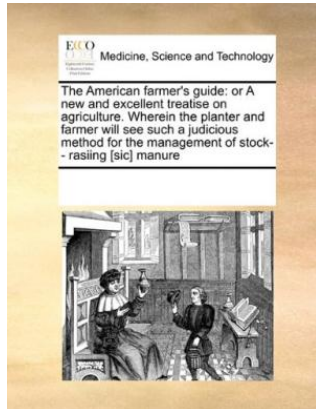 ECCO
Medicine, Science and Technology
The American farmer's guide: or A
new and excellent treatise on
agriculture. Wherein the planter and
farmer will see such a judicious
method for the management of stock-
- rasiing [sic] manure